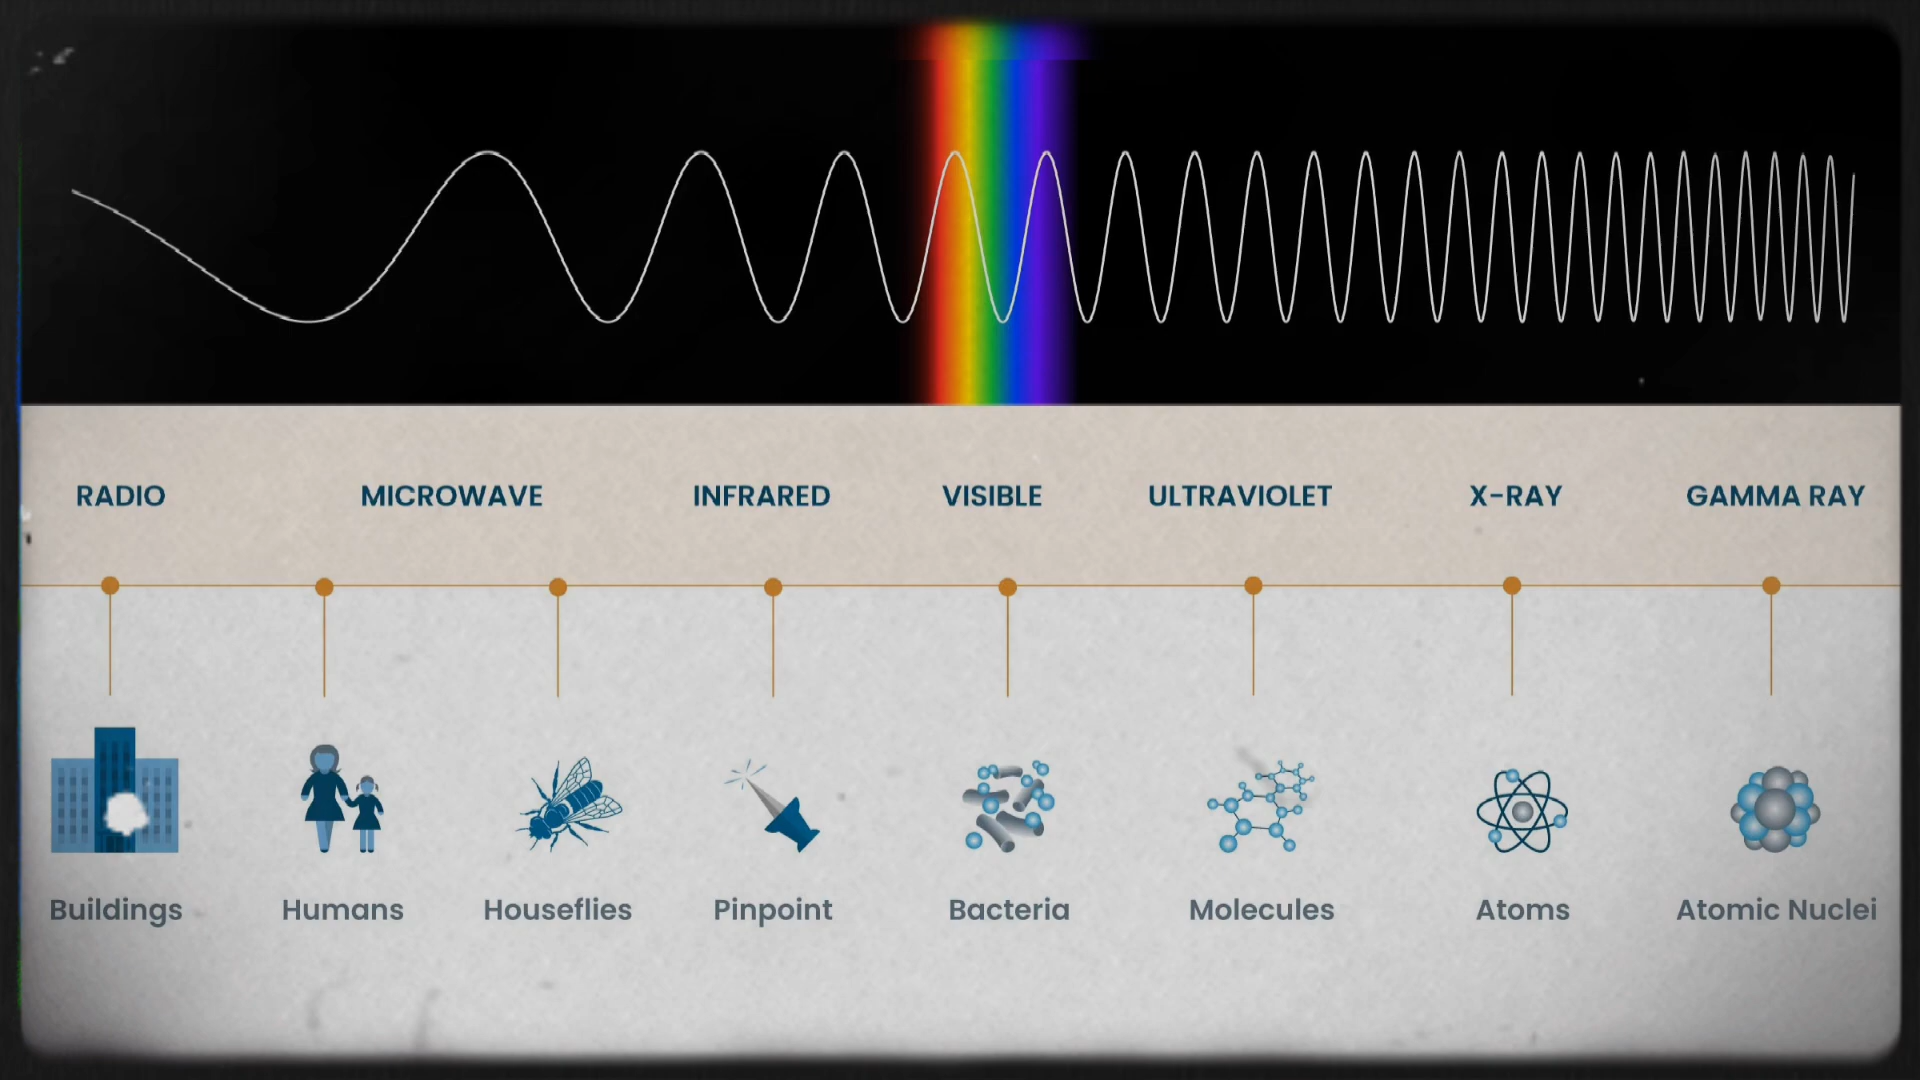 RADIO MICROWAVE INFRARED VISIBLE ULTRAVIOLET X-RAY GAMMA RAY
Buildings Humans Houseflies Pinpoint Bacteria Molecules Atoms Atomic Nuclei